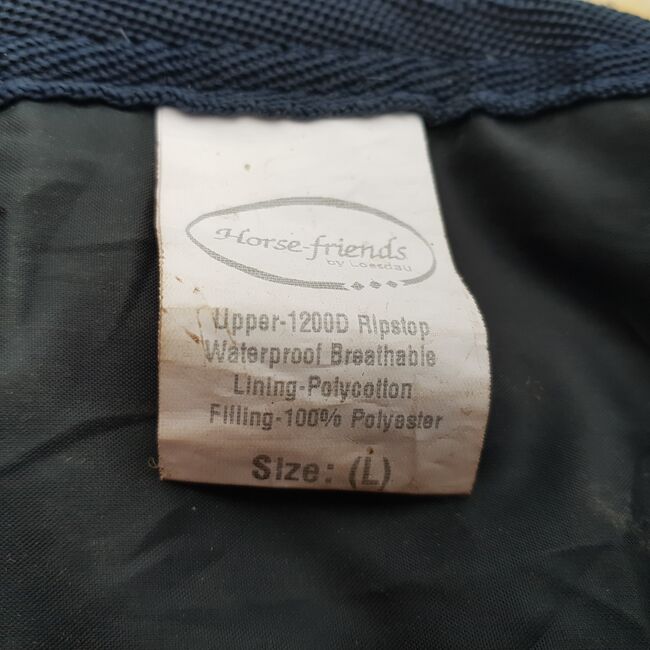 Horse-friends
by Loesdau
Upper-1200D Ripstop
Waterproof Breathable
Lining-Polycotton
Filling-100% Polyester
Size: (L)